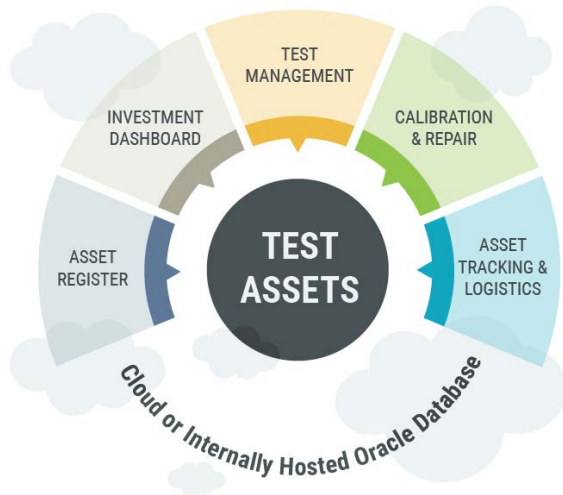 TEST
MANAGEMENT
INVESTMENT
DASHBOARD
CALIBRATION
& REPAIR
ASSET
REGISTER
TEST
ASSETS
ASSET
TRACKING &
LOGISTICS
Cloud or Internally Hosted Oracle Database